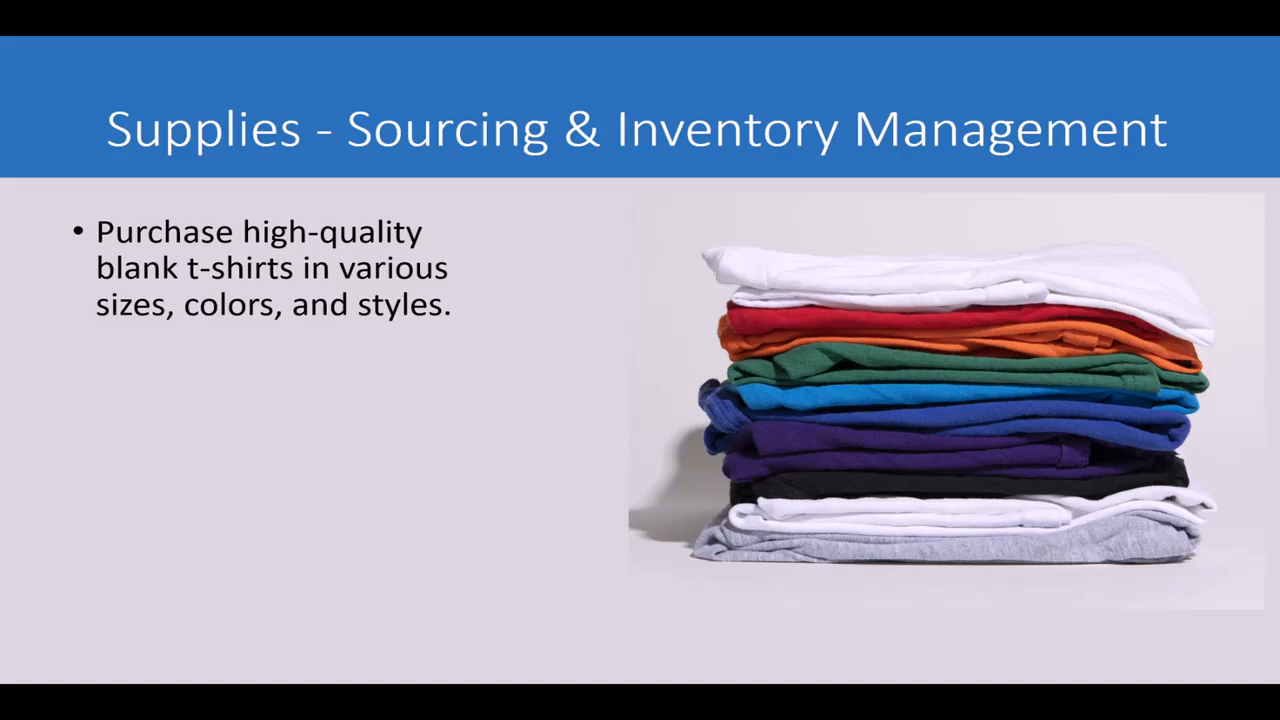 Supplies - Sourcing & Inventory Management
• Purchase high-quality
blank t-shirts in various
sizes, colors, and styles.